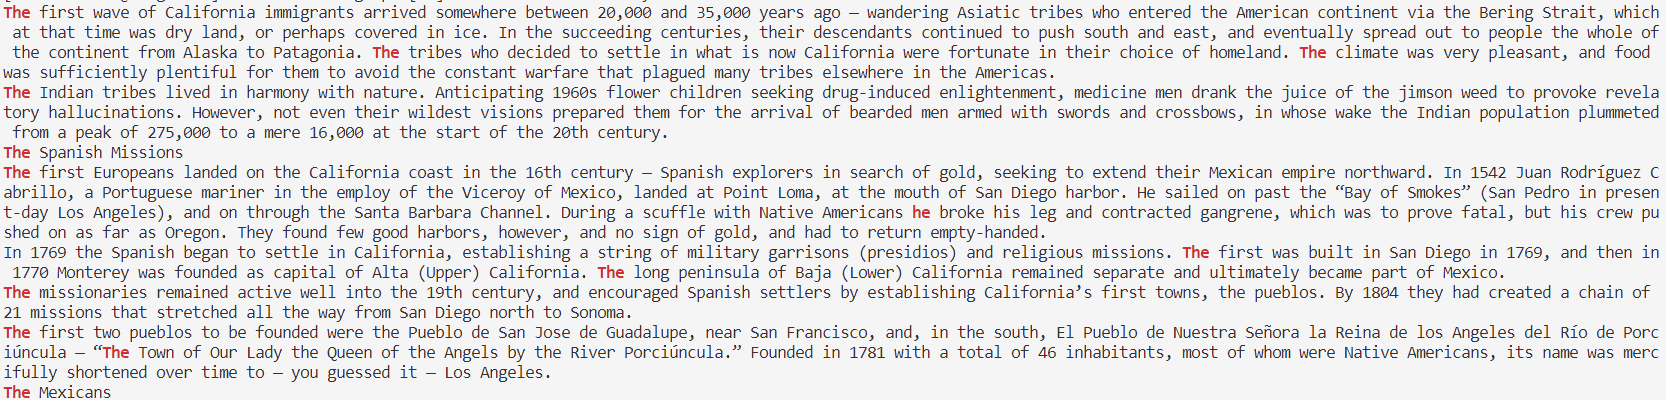 The first wave of California immigrants arrived somewhere between 20,000 and 35,000 years ago — wandering Asiatic tribes who entered the American continent via the Bering Strait, which
at that time was dry land, or perhaps covered in ice. In the succeeding centuries, their descendants continued to push south and east, and eventually spread out to people the whole of
the continent from Alaska to Patagonia. The tribes who decided to settle in what is now California were fortunate in their choice of homeland. The climate was very pleasant, and food
was sufficiently plentiful for them to avoid the constant warfare that plagued many tribes elsewhere in the Americas.
The Indian tribes lived in harmony with nature. Anticipating 1960s flower children seeking drug-induced enlightenment, medicine men drank the juice of the jimson weed to provoke revela
tory hallucinations. However, not even their wildest visions prepared them for the arrival of bearded men armed with swords and crossbows, in whose wake the Indian population plummeted
from a peak of 275,000 to a mere 16,000 at the start of the 20th century.
The Spanish Missions
The first Europeans landed on the California coast in the 16th century — Spanish explorers in search of gold, seeking to extend their Mexican empire northward. In 1542 Juan Rodríguez C
abrillo, a Portuguese mariner in the employ of the Viceroy of Mexico, landed at Point Loma, at the mouth of San Diego harbor. He sailed on past the “Bay of Smokes” (San Pedro in presen
t-day Los Angeles), and on through the Santa Barbara Channel. During a scuffle with Native Americans he broke his leg and contracted gangrene, which was to prove fatal, but his crew pu
shed on as far as Oregon. They found few good harbors, however, and no sign of gold, and had to return empty-handed.
In 1769 the Spanish began to settle in California, establishing a string of military garrisons (presidios) and religious missions. The first was built in San Diego in 1769, and then in
1770 Monterey was founded as capital of Alta (Upper) California. The long peninsula of Baja (Lower) California remained separate and ultimately became part of Mexico.
The missionaries remained active well into the 19th century, and encouraged Spanish settlers by establishing California’s first towns, the pueblos. By 1804 they had created a chain of
21 missions that stretched all the way from San Diego north to Sonoma.
The first two pueblos to be founded were the Pueblo de San Jose de Guadalupe, near San Francisco, and, in the south, El Pueblo de Nuestra Señora la Reina de los Angeles del Río de Porc
iúncula — “The Town of Our Lady the Queen of the Angels by the River Porciúncula.” Founded in 1781 with a total of 46 inhabitants, most of whom were Native Americans, its name was merc
ifully shortened over time to — you guessed it — Los Angeles.
The Mexicans